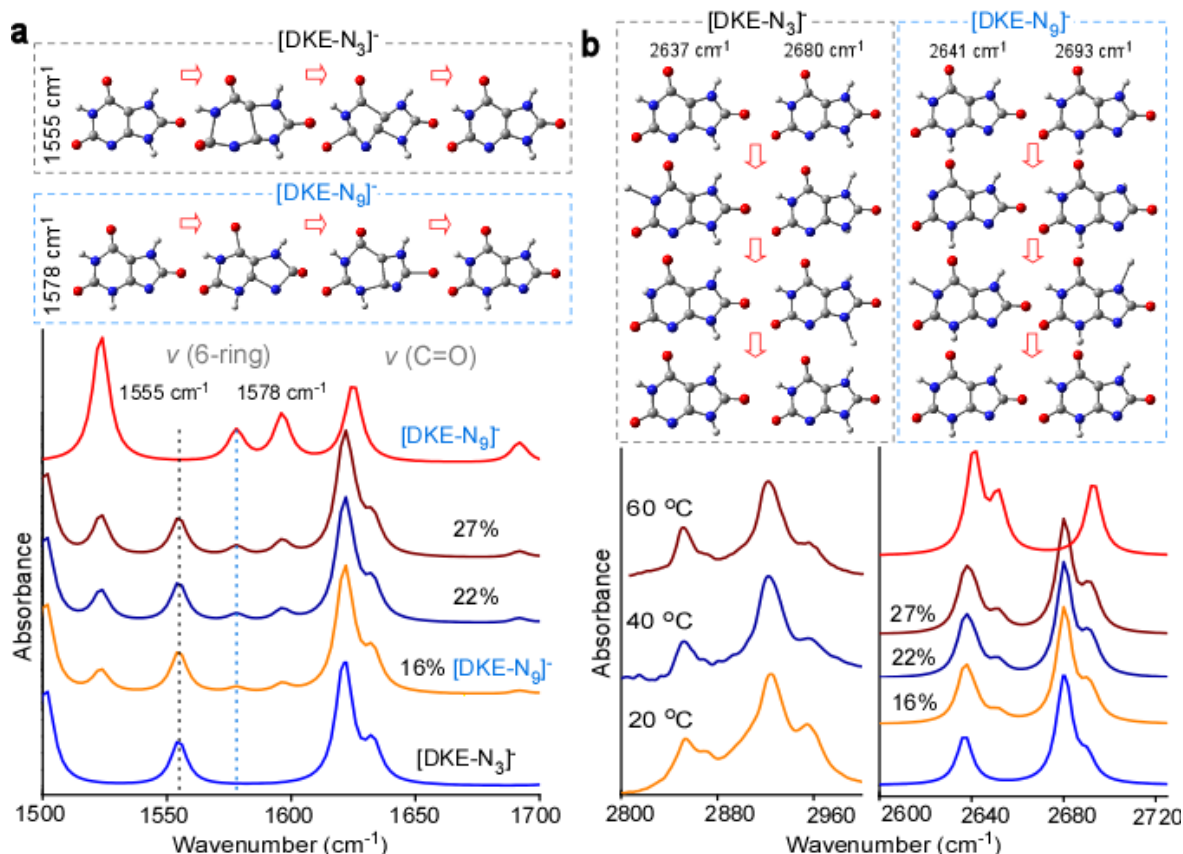 a
[DKE-N₃]⁻
1555 cm⁻¹
[DKE-N₉]⁻
1578 cm⁻¹
ν (6-ring) ν (C=O)
1555 cm⁻¹ 1578 cm⁻¹
[DKE-N₉]⁻
27%
22%
16% [DKE-N₉]⁻
[DKE-N₃]⁻
Absorbance
1500 1550 1600 1650 1700
Wavenumber (cm⁻¹)
b
[DKE-N₃]⁻ [DKE-N₉]⁻
2637 cm⁻¹ 2680 cm⁻¹ 2641 cm⁻¹ 2693 cm⁻¹
60 °C
40 °C
20 °C
27%
22%
16%
Absorbance
2800 2880 2960 2600 2640 2680 2720
Wavenumber (cm⁻¹)